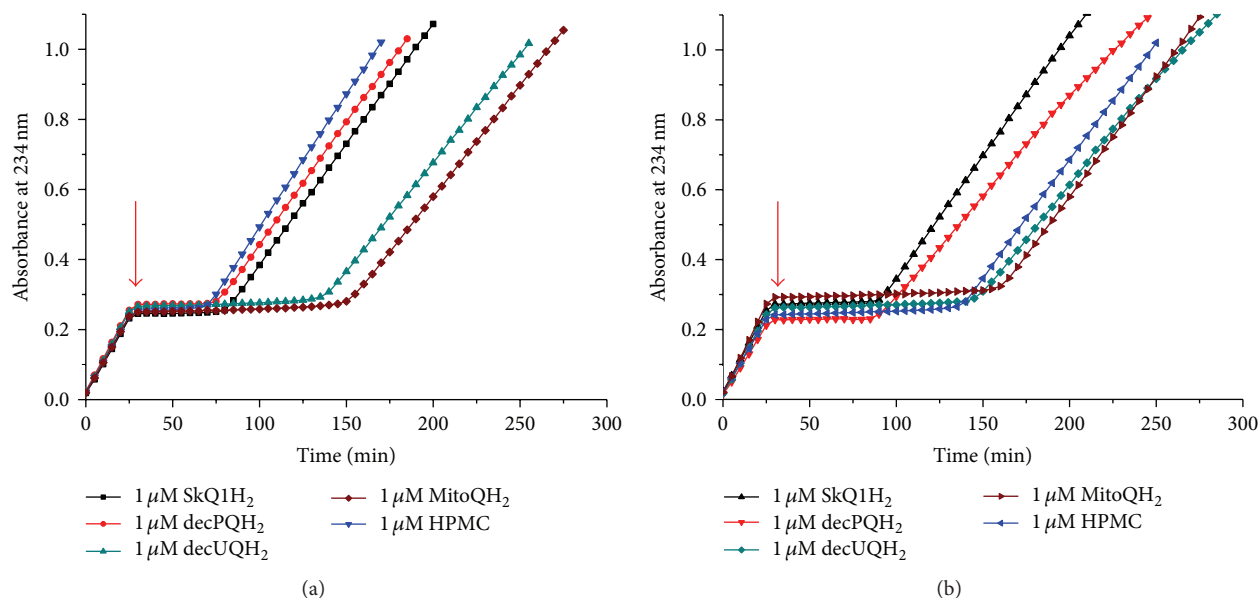 1.0
0.8
0.6
0.4
0.2
0.0
Absorbance at 234 nm
0 50 100 150 200 250 300
Time (min)
1 μM SkQ1H₂
1 μM decPQH₂
1 μM decUQH₂
1 μM MitoQH₂
1 μM HPMC
(a)
1.0
0.8
0.6
0.4
0.2
0.0
Absorbance at 234 nm
0 50 100 150 200 250 300
Time (min)
1 μM SkQ1H₂
1 μM decPQH₂
1 μM decUQH₂
1 μM MitoQH₂
1 μM HPMC
(b)